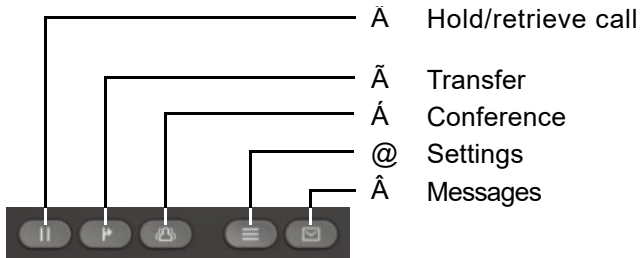 Ä Hold/retrieve call
Ã Transfer
Á Conference
@ Settings
Â Messages